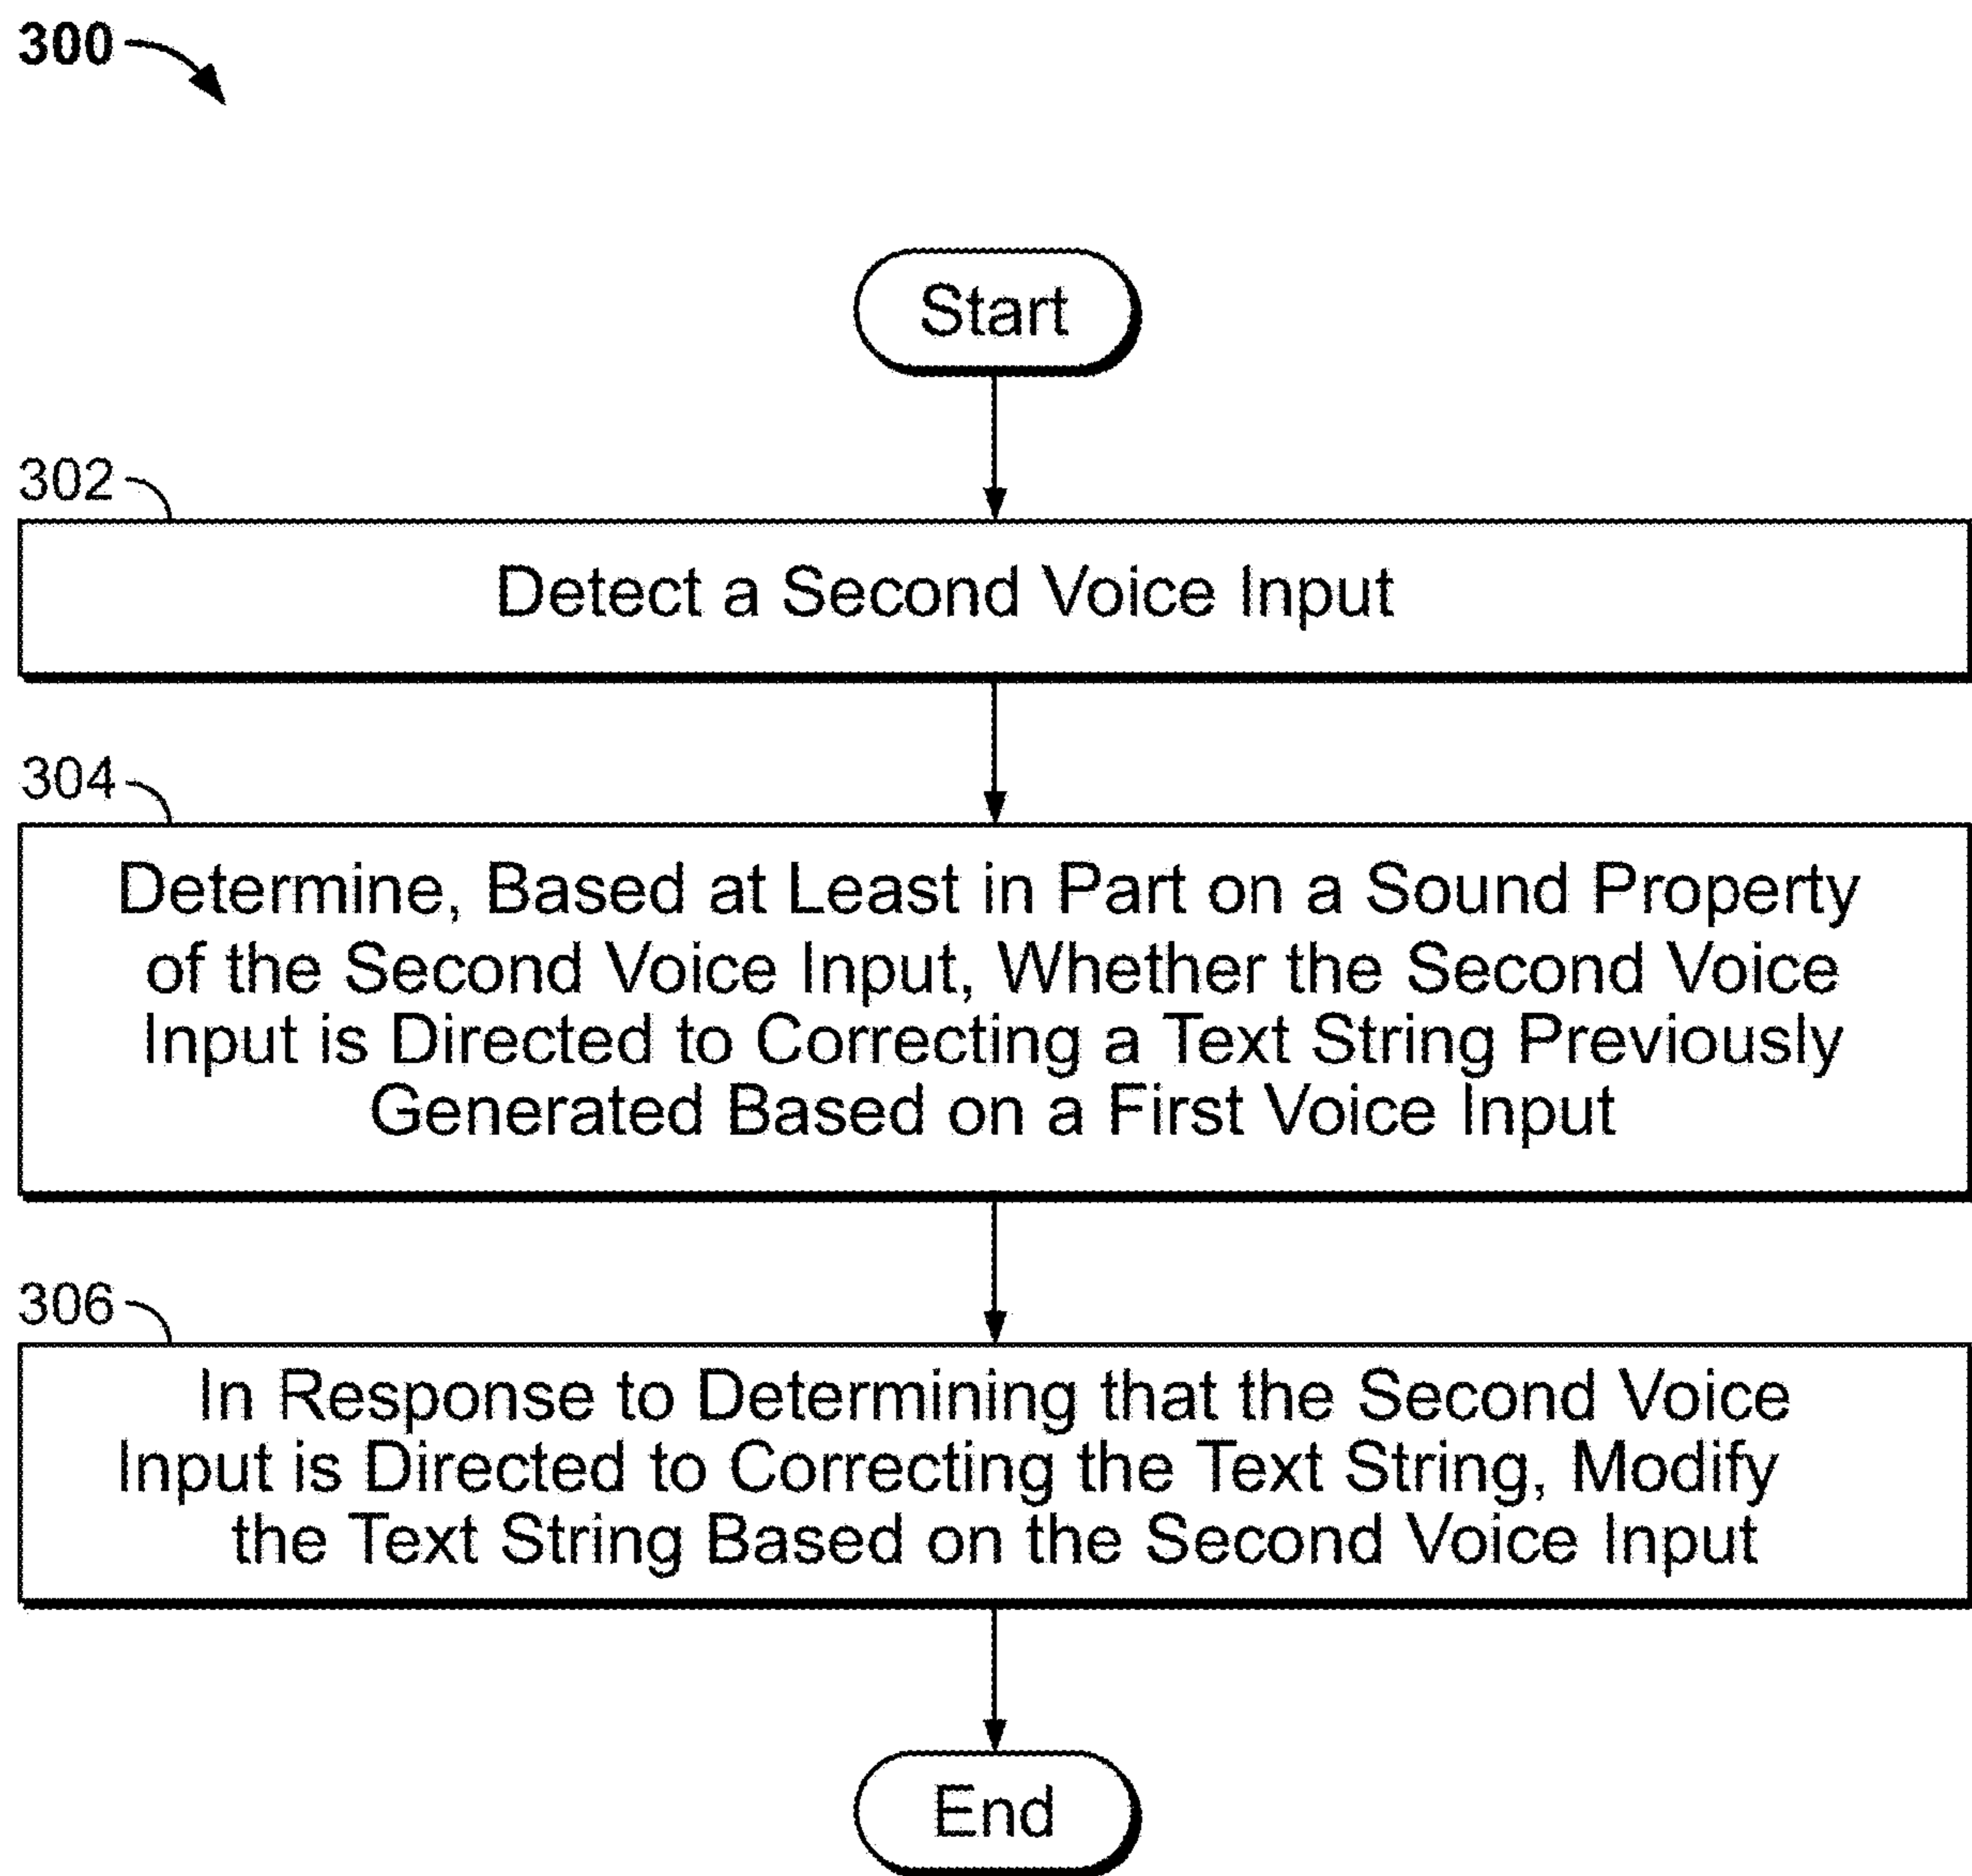 300
Start
302
Detect a Second Voice Input
304
Determine, Based at Least in Part on a Sound Property
of the Second Voice Input, Whether the Second Voice
Input is Directed to Correcting a Text String Previously
Generated Based on a First Voice Input
306
In Response to Determining that the Second Voice
Input is Directed to Correcting the Text String, Modify
the Text String Based on the Second Voice Input
End